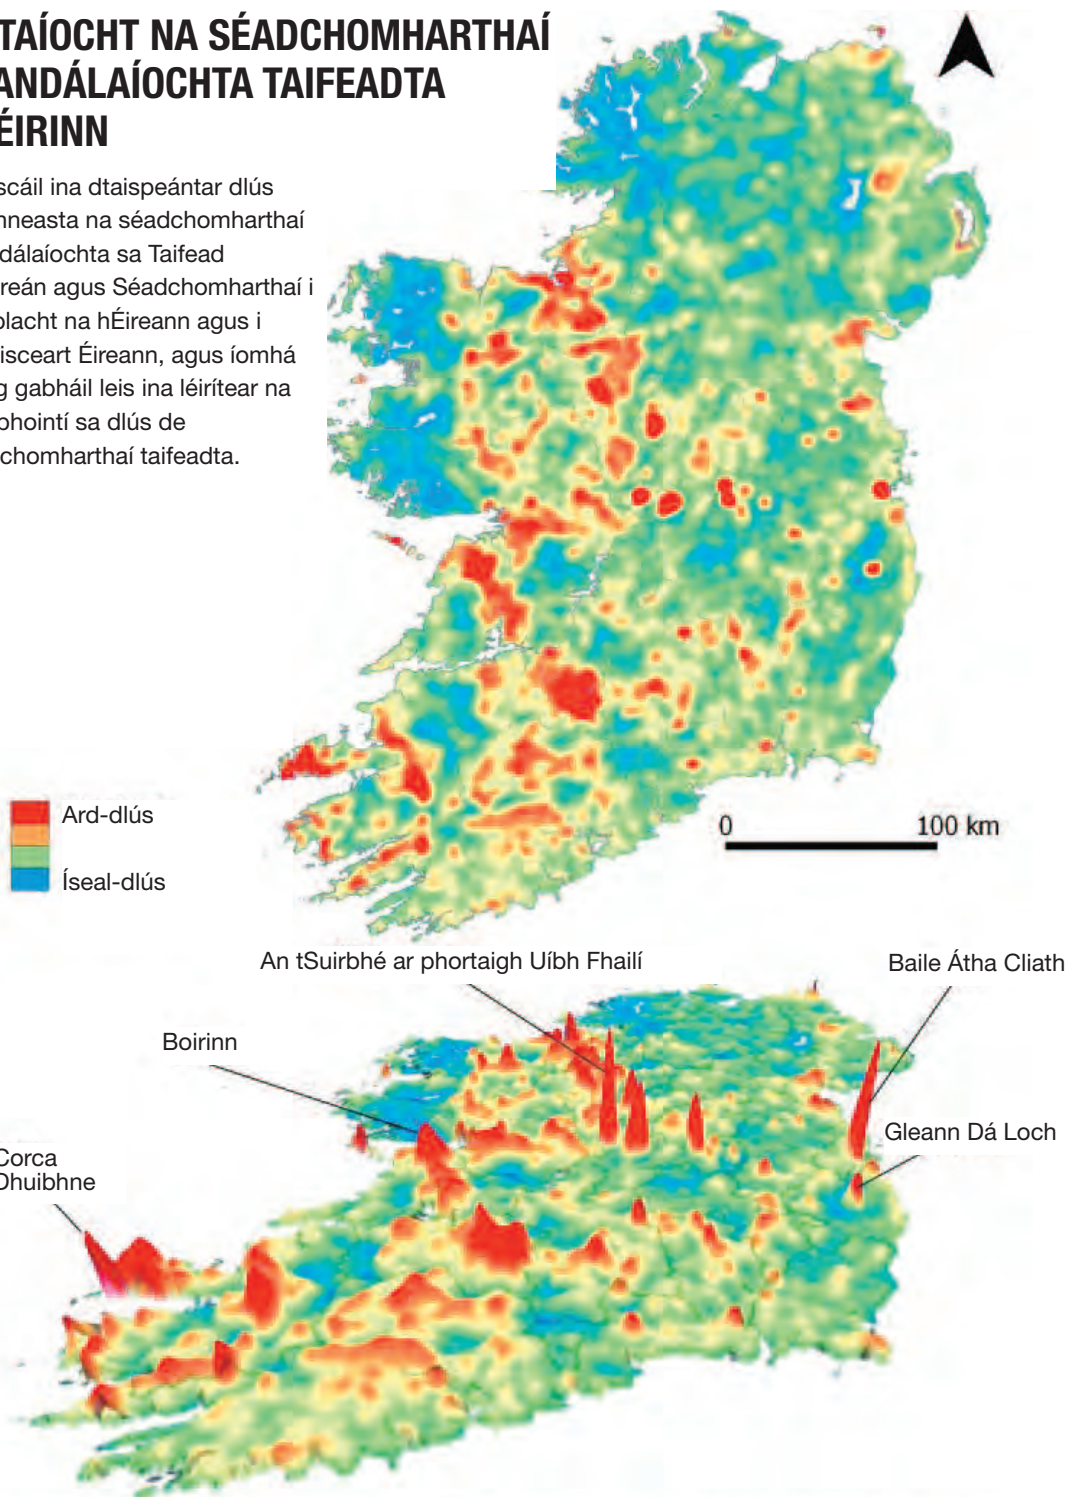 TAÍOCHT NA SÉADCHOMHARTHAÍ
ANDÁLAÍOCHTA TAIFEADTA
ÉIRINN
scáil ina dtaispeántar dlús
nneasta na séadchomharthaí
dálaíochta sa Taifead
reán agus Séadchomharthaí i
olacht na hÉireann agus i
isceart Éireann, agus íomhá
g gabháil leis ina léirítear na
phointí sa dlús de
chomharthaí taifeadta.
Ard-dlús
Íseal-dlús
0 100 km
An tSuirbhé ar phortaigh Uíbh Fhailí
Baile Átha Cliath
Boirinn
Gleann Dá Loch
Corca
Dhuibhne